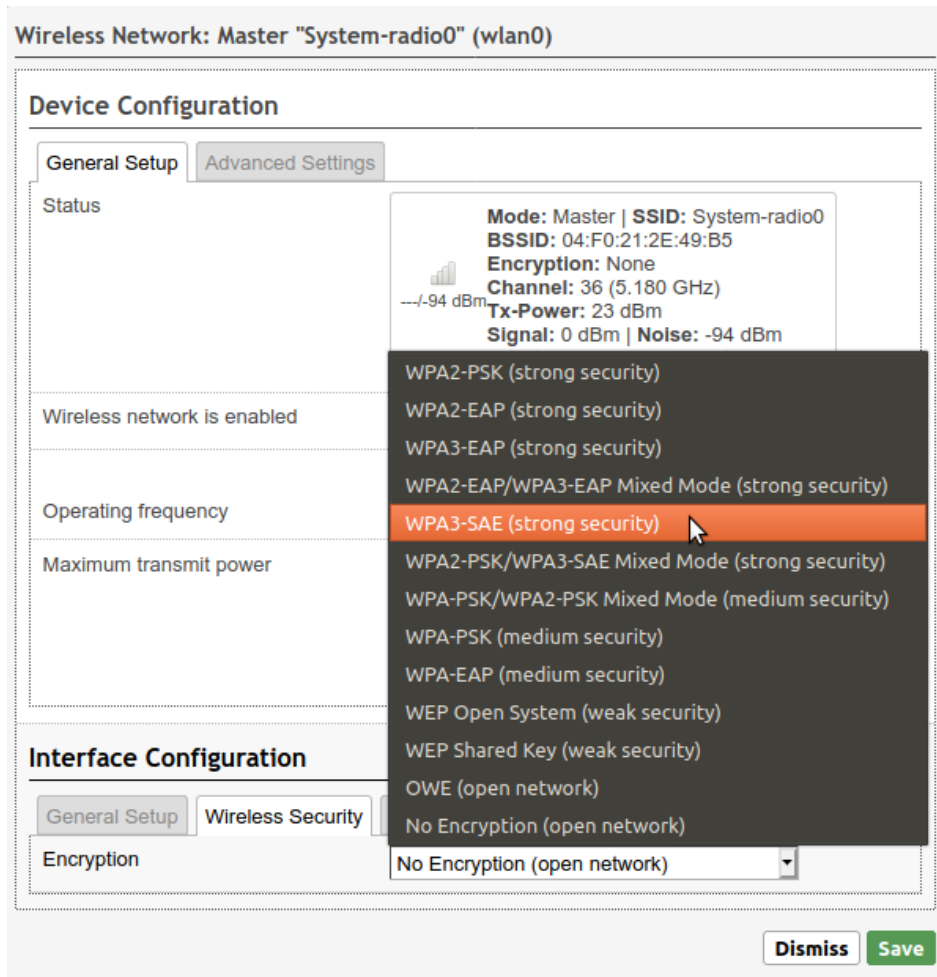 Wireless Network: Master "System-radio0" (wlan0)
Device Configuration
General Setup Advanced Settings
Status
Mode: Master | SSID: System-radio0
BSSID: 04:F0:21:2E:49:B5
Encryption: None
Channel: 36 (5.180 GHz)
---/-94 dBm
Tx-Power: 23 dBm
Signal: 0 dBm | Noise: -94 dBm
WPA2-PSK (strong security)
WPA2-EAP (strong security)
Wireless network is enabled
WPA3-EAP (strong security)
WPA2-EAP/WPA3-EAP Mixed Mode (strong security)
Operating frequency
WPA3-SAE (strong security)
WPA2-PSK/WPA3-SAE Mixed Mode (strong security)
Maximum transmit power
WPA-PSK/WPA2-PSK Mixed Mode (medium security)
WPA-PSK (medium security)
WPA-EAP (medium security)
WEP Open System (weak security)
WEP Shared Key (weak security)
Interface Configuration
OWE (open network)
General Setup Wireless Security
No Encryption (open network)
Encryption
No Encryption (open network)
Dismiss Save